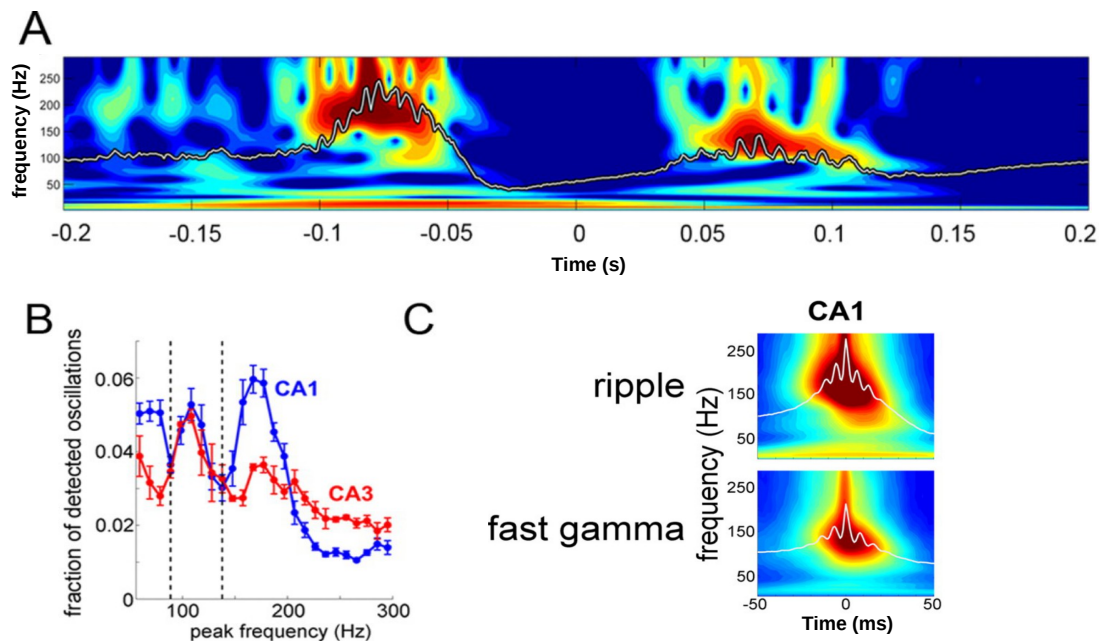 A
frequency (Hz)
250
200
150
100
50
-0.2 -0.15 -0.1 -0.05 0 0.05 0.1 0.15 0.2
Time (s)
B
fraction of detected oscillations
0.06
0.04
0.02
0
CA1
CA3
100 200 300
peak frequency (Hz)
C
CA1
ripple
fast gamma
frequency (Hz)
250
150
50
250
150
50
-50 0 50
Time (ms)